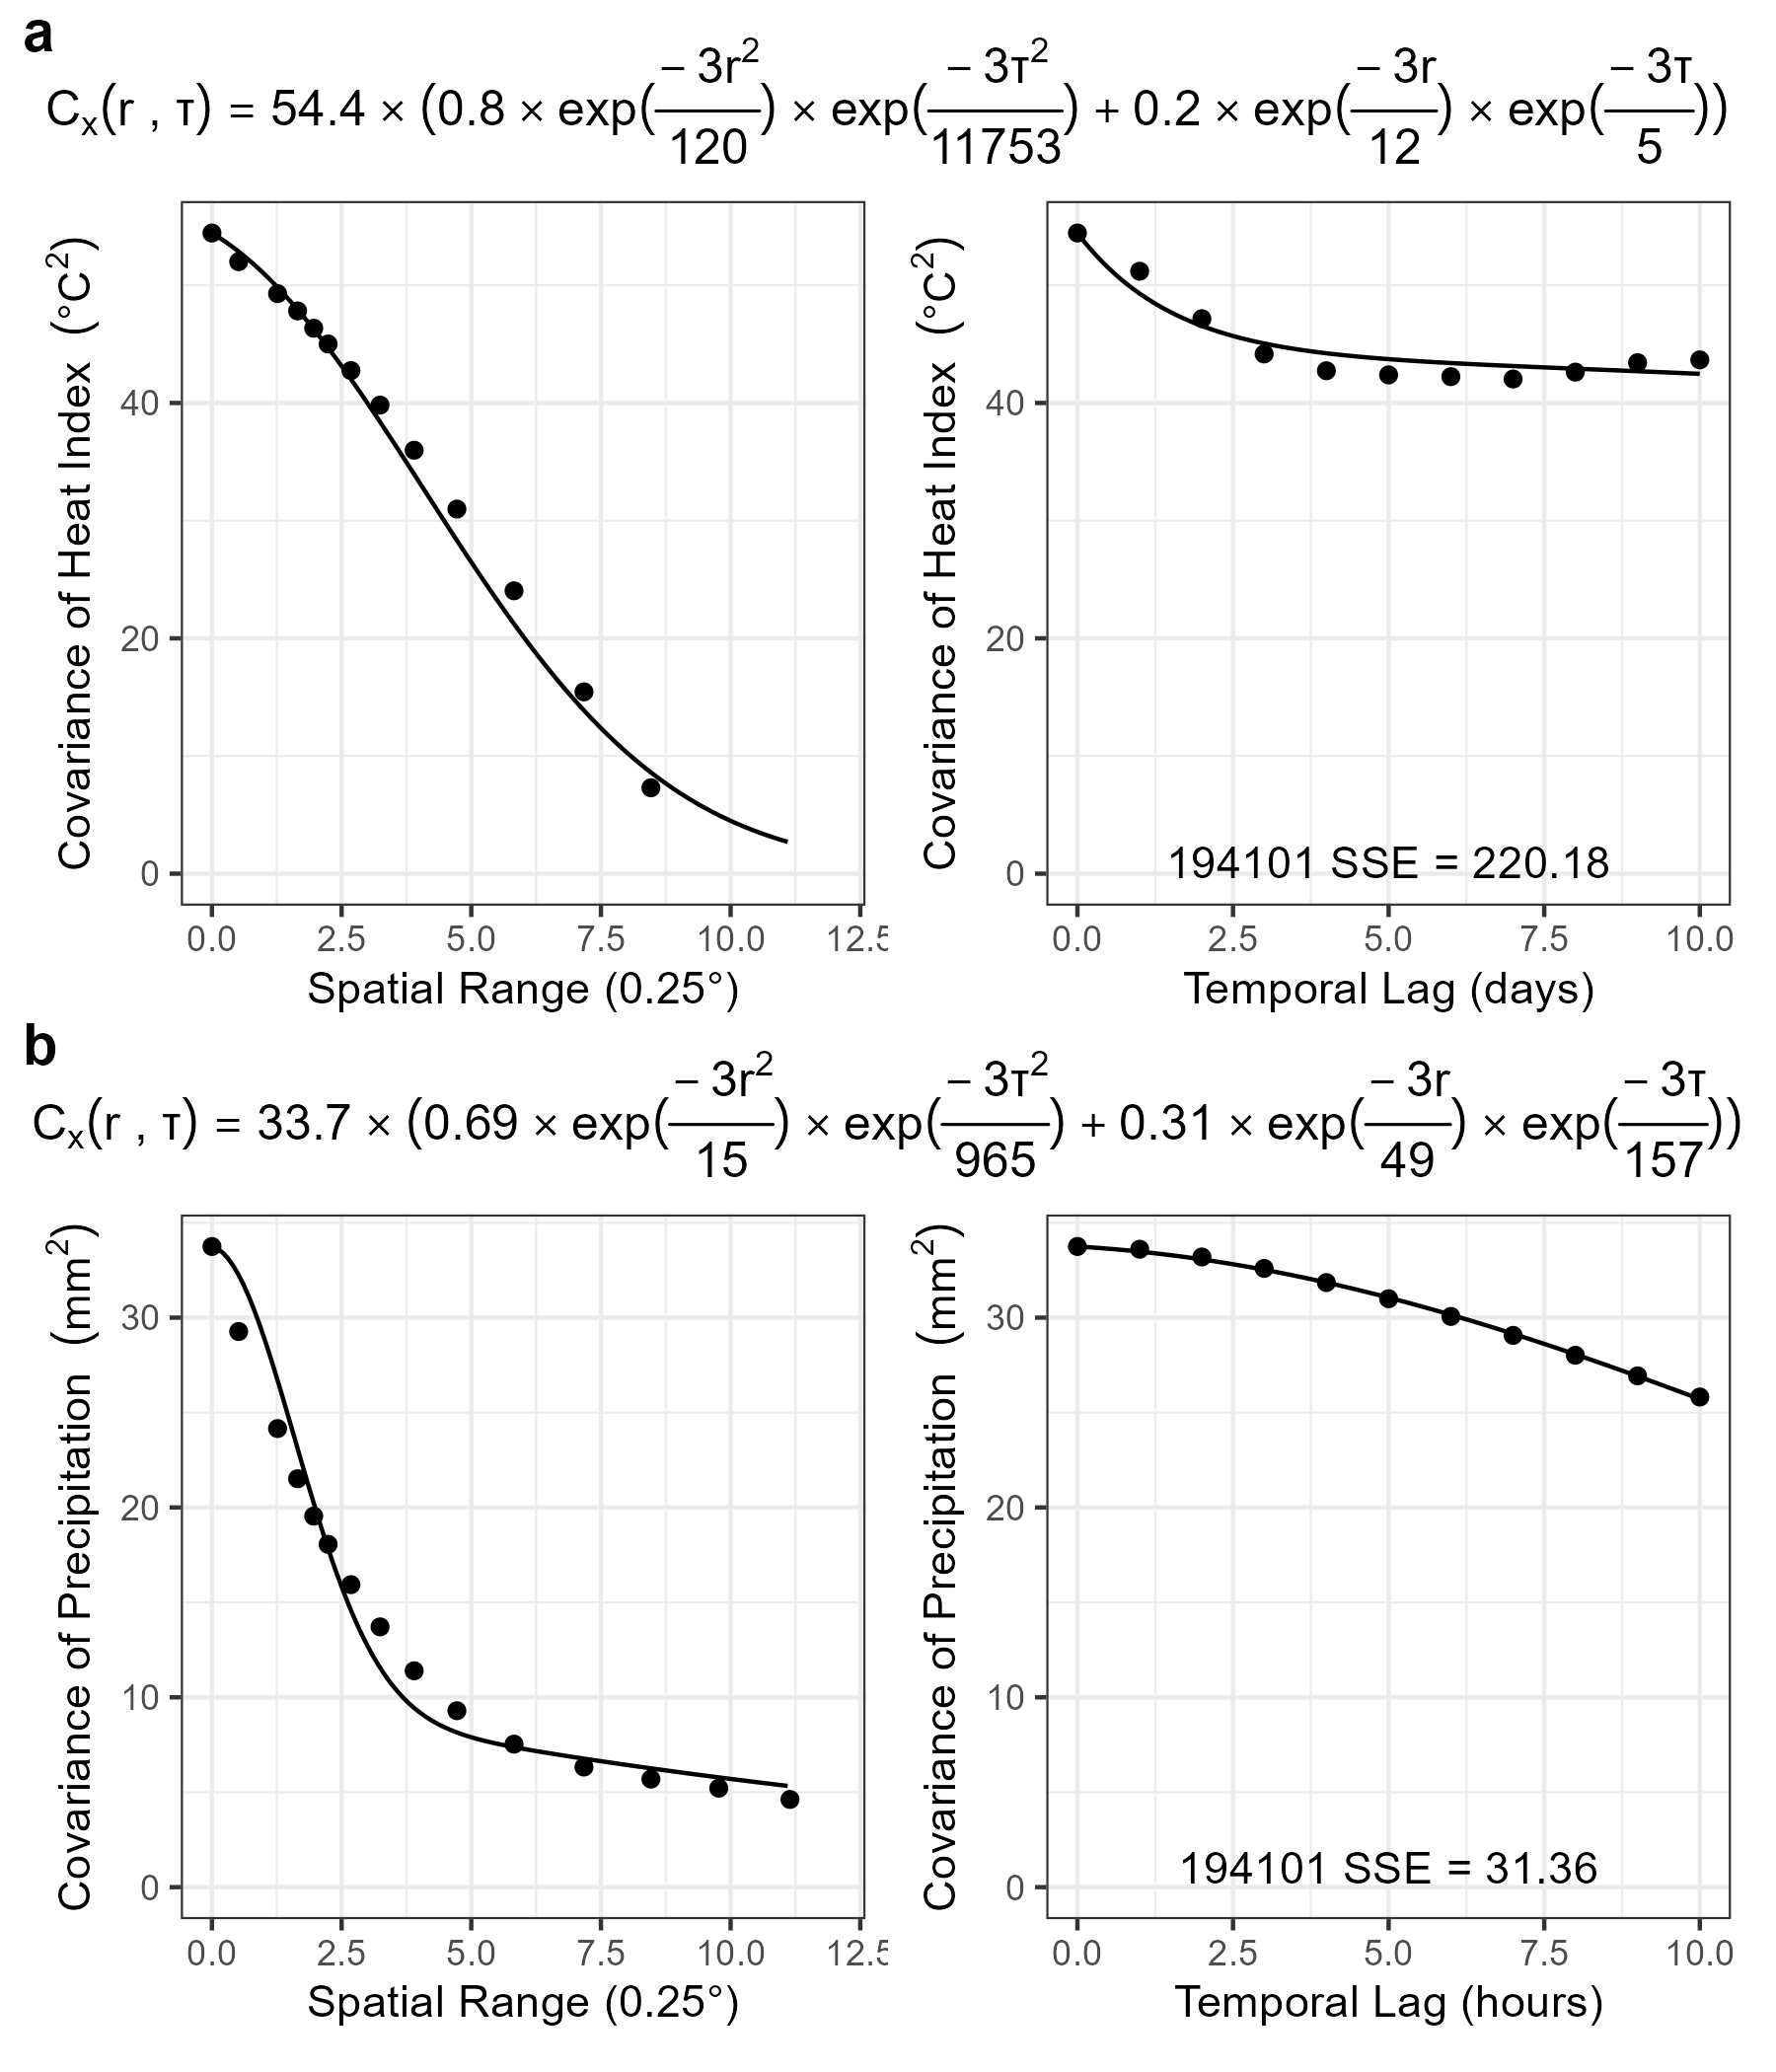 a
Cₓ(r , τ) = 54.4 × (0.8 × exp(− 3r²/120) × exp(− 3τ²/11753) + 0.2 × exp(− 3r/12) × exp(− 3τ/5))
Covariance of Heat Index (°C²)
40
20
0
0.0 2.5 5.0 7.5 10.0 12.5
Spatial Range (0.25°)
Covariance of Heat Index (°C²)
40
20
0
194101 SSE = 220.18
0.0 2.5 5.0 7.5 10.0
Temporal Lag (days)
b
Cₓ(r , τ) = 33.7 × (0.69 × exp(− 3r²/15) × exp(− 3τ²/965) + 0.31 × exp(− 3r/49) × exp(− 3τ/157))
Covariance of Precipitation (mm²)
30
20
10
0
0.0 2.5 5.0 7.5 10.0 12.5
Spatial Range (0.25°)
Covariance of Precipitation (mm²)
30
20
10
0
194101 SSE = 31.36
0.0 2.5 5.0 7.5 10.0
Temporal Lag (hours)